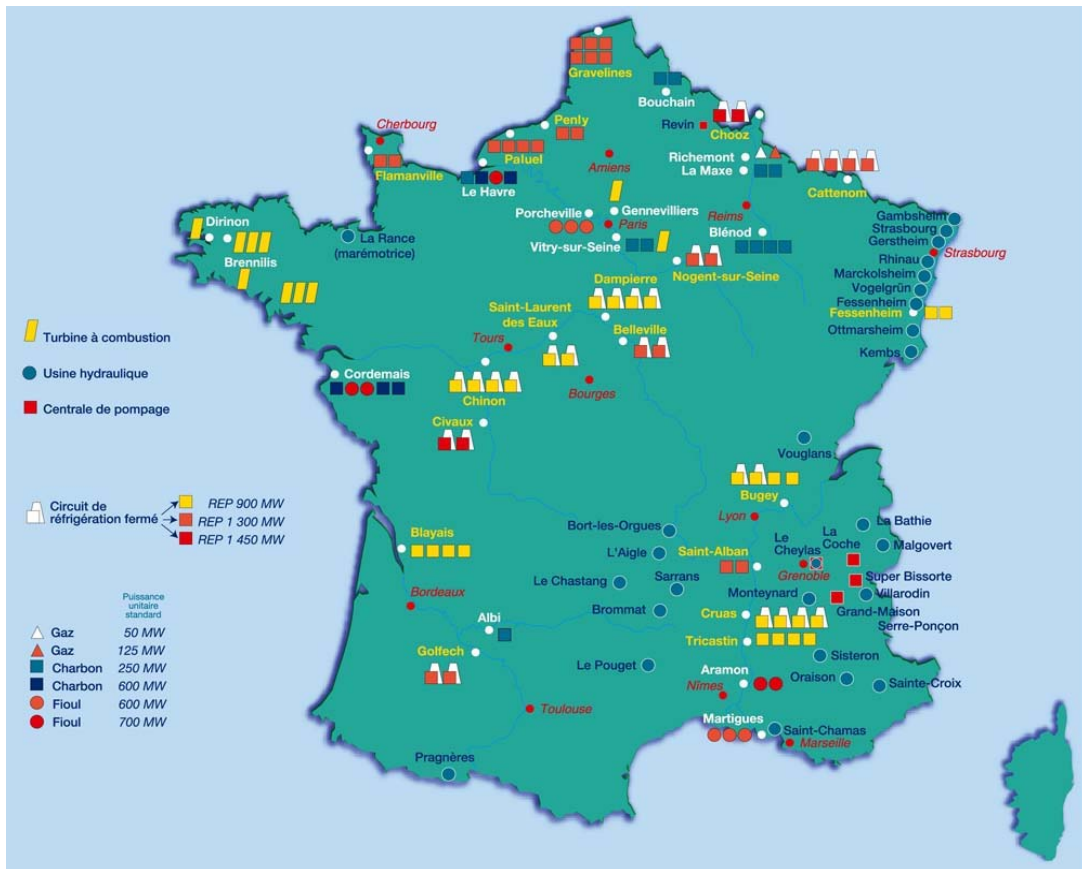 Gravelines
Bouchain
Cherbourg
Penly
Revin
Chooz
Paluel
Amiens
Richemont
La Maxe
Flamanville
Le Havre
Cattenom
Dirinon
Porcheville
Gennevilliers
Paris
Reims
Blénod
Gambsheim
Strasbourg
Gerstheim
Strasbourg
La Rance
(marémotrice)
Vitry-sur-Seine
Brennilis
Nogent-sur-Seine
Rhinau
Marckolsheim
Vogelgrün
Fessenheim
Fessenheim
Dampierre
Saint-Laurent
des Eaux
Belleville
Ottmarsheim
Kembs
Turbine à combustion
Tours
Usine hydraulique
Cordemais
Chinon
Bourges
Centrale de pompage
Civaux
Vouglans
Bugey
Circuit de
réfrigération fermé
REP 900 MW
REP 1 300 MW
REP 1 450 MW
Lyon
Bort-les-Orgues
La Bathie
Blayais
L'Aigle
Saint-Alban
Le
Cheylas
La
Coche
Malgovert
Grenoble
Le Chastang
Sarrans
Super Bissorte
Villarodin
Bordeaux
Brommat
Monteynard
Grand-Maison
Serre-Ponçon
Cruas
Albi
Tricastin
Golfech
Le Pouget
Sisteron
Aramon
Oraison
Sainte-Croix
Nîmes
Toulouse
Martigues
Saint-Chamas
Marseille
Pragnères
Puissance
unitaire
standard
Gaz 50 MW
Gaz 125 MW
Charbon 250 MW
Charbon 600 MW
Fioul 600 MW
Fioul 700 MW